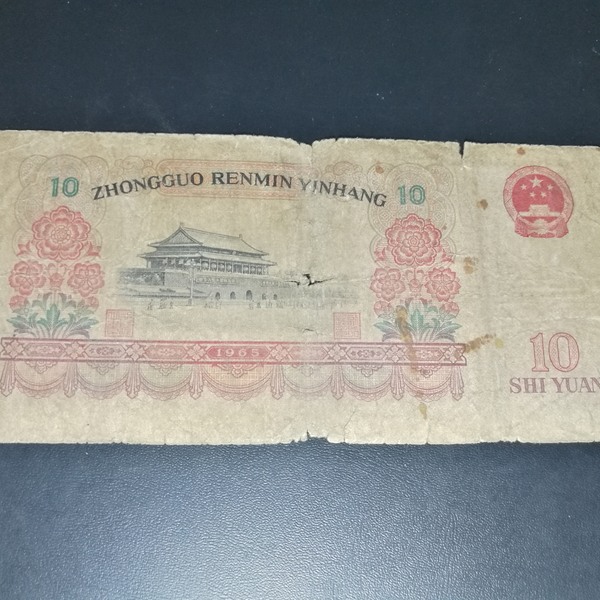 10 ZHONGGUO RENMIN YINHANG 10
1965
10
SHI YUAN